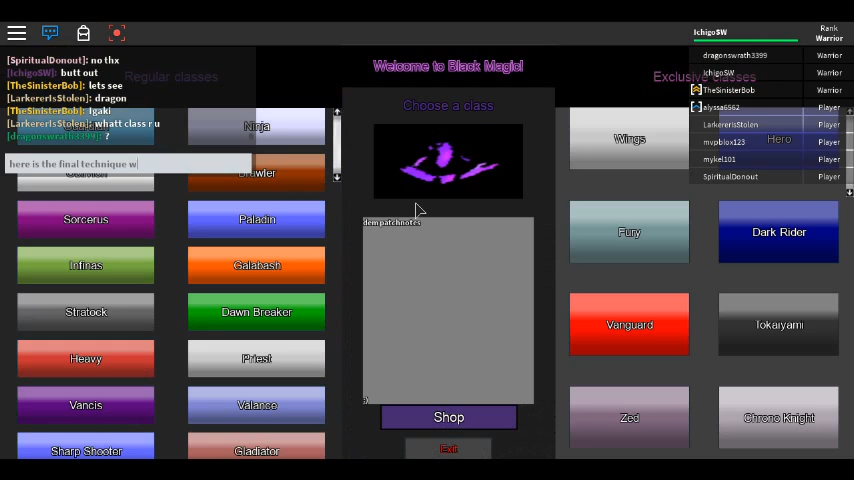 IchigoSW
Rank
Warrior
[SpiritualDonout]: no thx
[IchigoSW]: butt out
[TheSinisterBob]: lets see
[LarkererIsStolen]: dragon
[TheSinisterBob]: Igaki
[LarkererIsStolen]: whatt class r u
[dragonswrath3399]: ?
here is the final technique w
Regular classes
Welcome to Black Magic!
Exclusive classes
dragonswrath3399 Warrior
IchigoSW Warrior
TheSinisterBob Warrior
alyssa6562 Player
LarkererIsStolen Player
mvpblox123 Player
mykel101 Player
SpiritualDonout Player
Choose a class
Ninja
Wings
Hero
Brawler
Sorcerus
Paladin
dem patchnotes
Fury
Dark Rider
Infinas
Galabash
Stratock
Dawn Breaker
Vanguard
Tokaiyami
Heavy
Priest
Vancis
Valance
Shop
Zed
Chrono Knight
Sharp Shooter
Gladiator
Exit